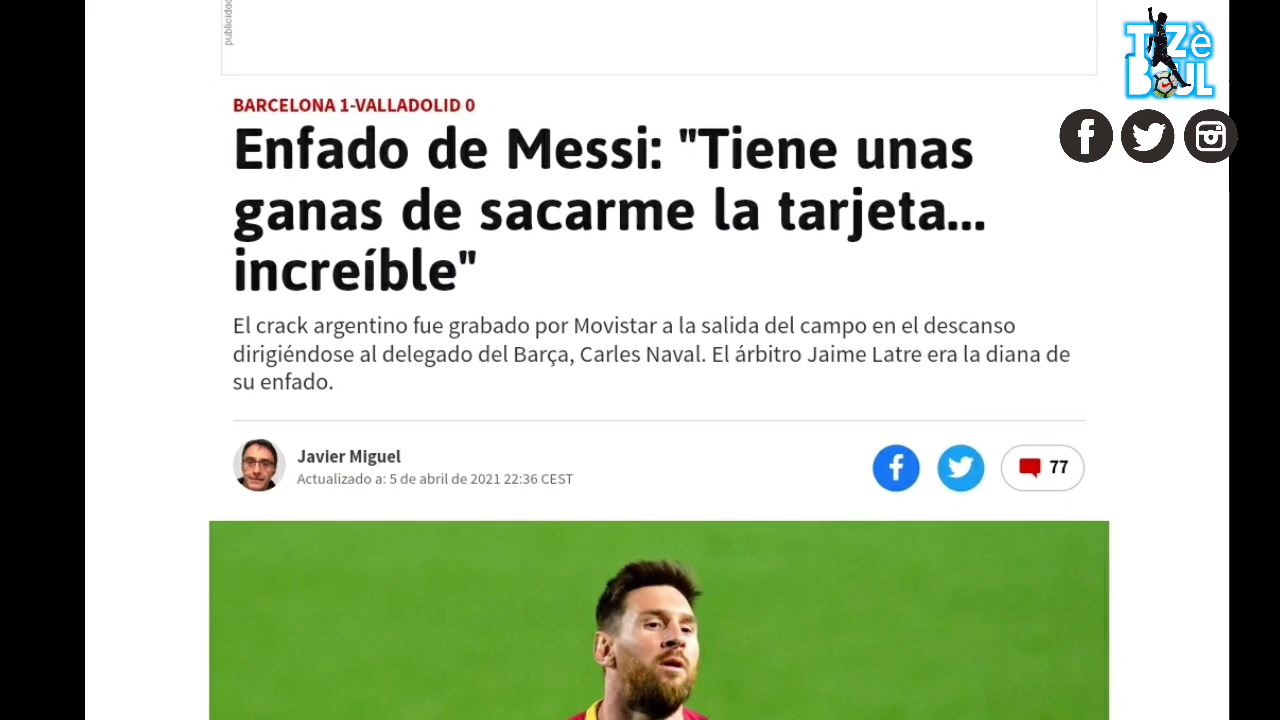 publicidad
TiZè
BOUL
BARCELONA 1-VALLADOLID 0
Enfado de Messi: "Tiene unas
ganas de sacarme la tarjeta...
increíble"
El crack argentino fue grabado por Movistar a la salida del campo en el descanso
dirigiéndose al delegado del Barça, Carles Naval. El árbitro Jaime Latre era la diana de
su enfado.
Javier Miguel
Actualizado a: 5 de abril de 2021 22:36 CEST
77